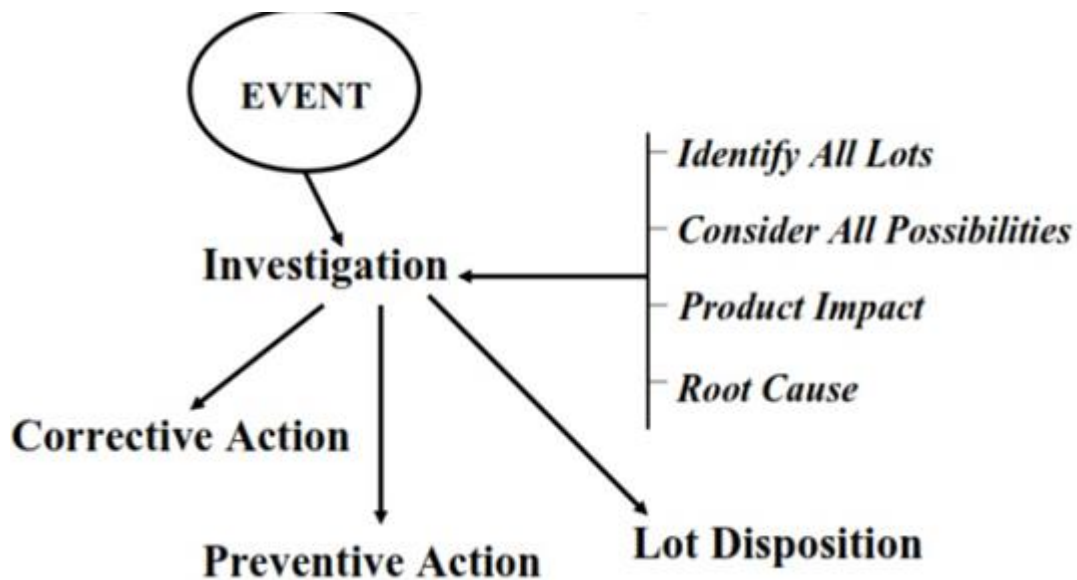 EVENT
Identify All Lots
Consider All Possibilities
Investigation
Product Impact
Root Cause
Corrective Action
Lot Disposition
Preventive Action